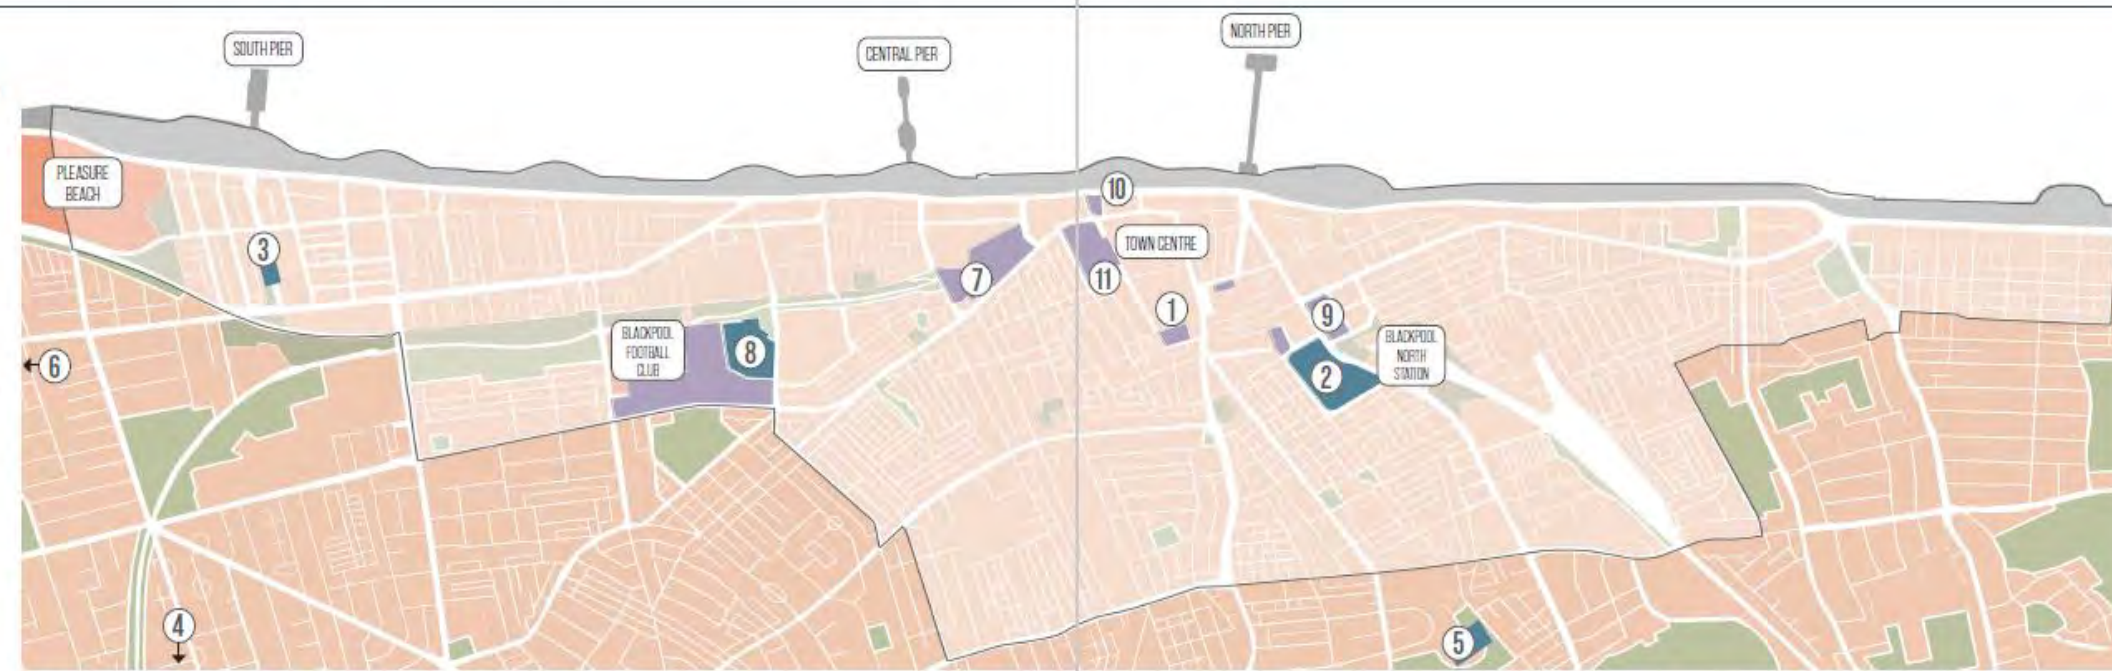 SOUTH PIER
CENTRAL PIER
NORTH PIER
PLEASURE
BEACH
10
TOWN CENTRE
3
7
11
1
9
BLACKPOOL
FOOTBALL
CLUB
8
BLACKPOOL
NORTH
STATION
6
2
4
5